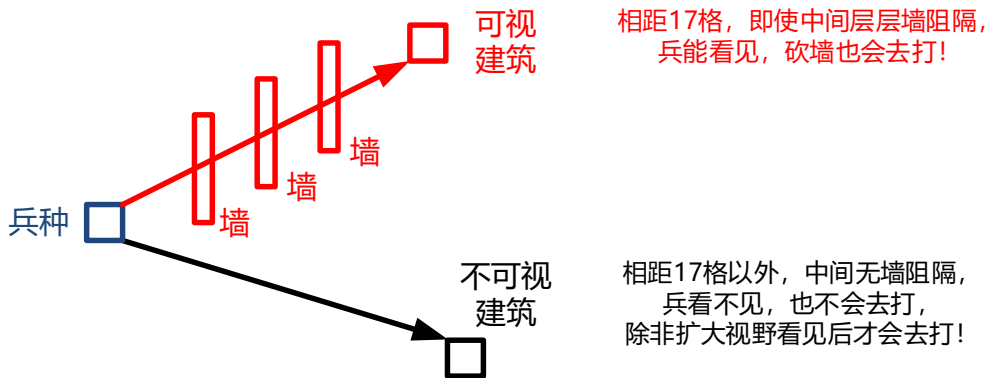 可视
建筑
相距17格，即使中间层层墙阻隔，
兵能看见，砍墙也会去打！
墙
墙
墙
兵种
不可视
建筑
相距17格以外，中间无墙阻隔，
兵看不见，也不会去打，
除非扩大视野看见后才会去打！